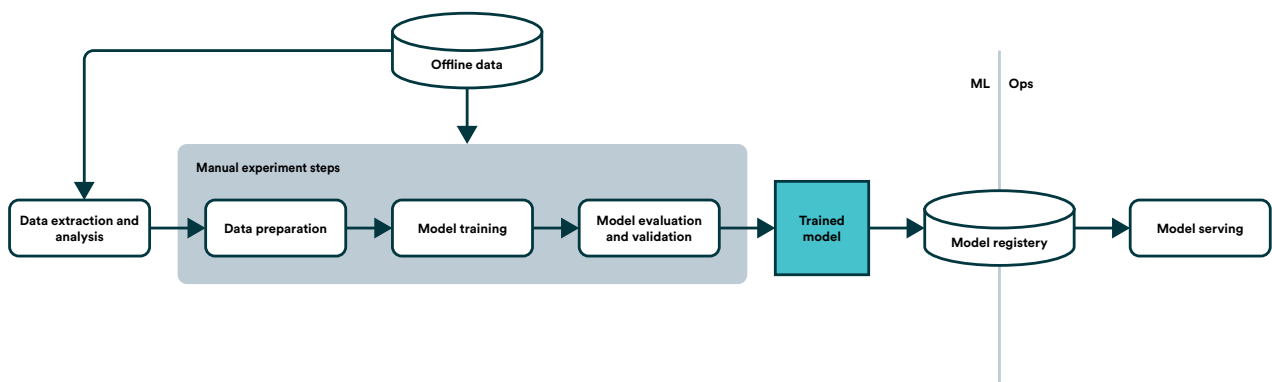 Offline data
ML
Ops
Manual experiment steps
Data extraction and
analysis
Data preparation
Model training
Model evaluation
and validation
Trained
model
Model registery
Model serving